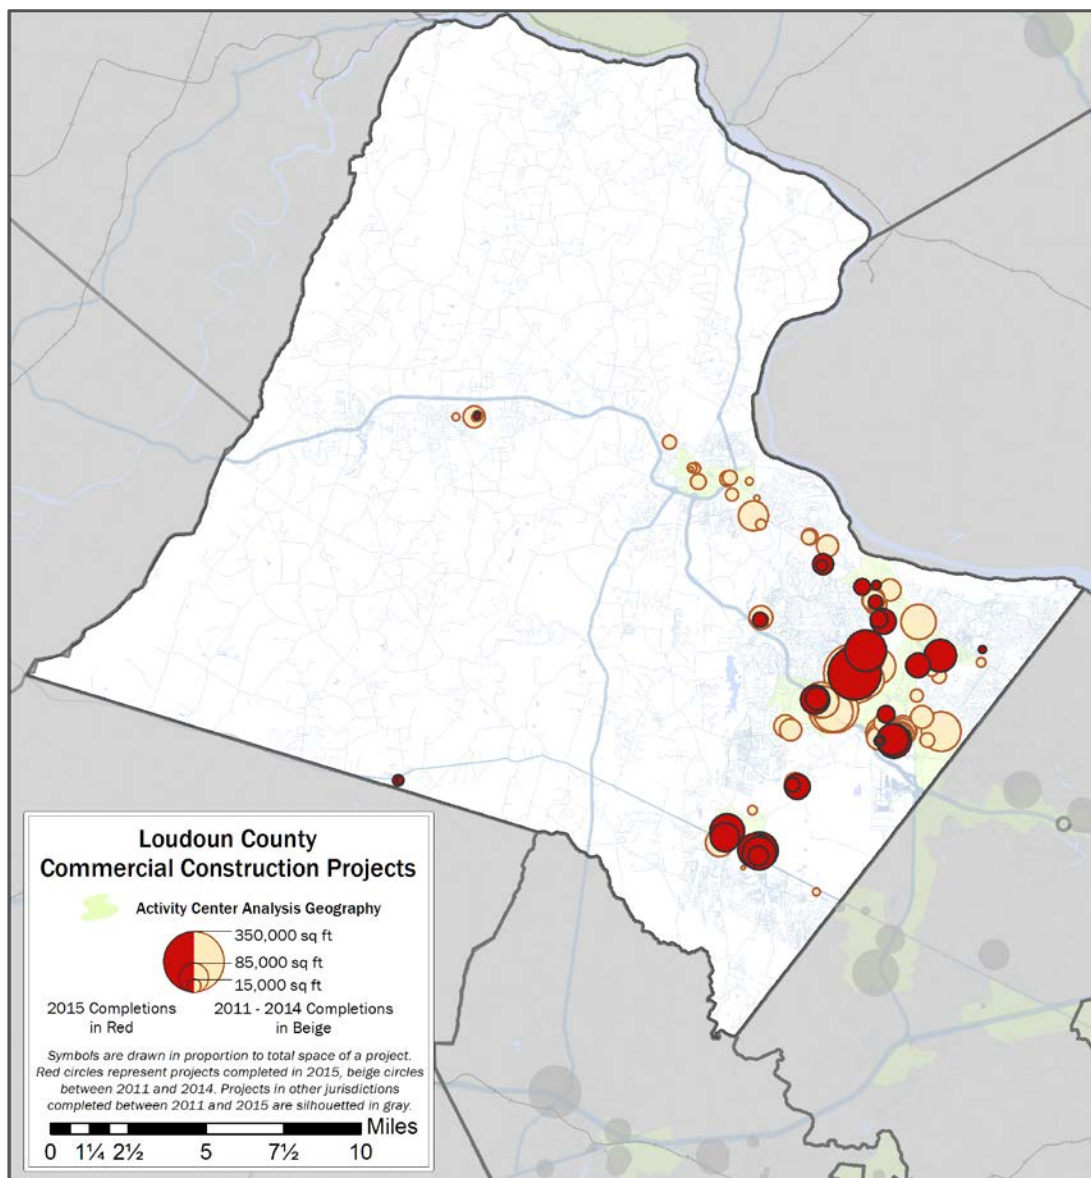 Loudoun County
Commercial Construction Projects
Activity Center Analysis Geography
350,000 sq ft
85,000 sq ft
15,000 sq ft
2015 Completions
in Red
2011 - 2014 Completions
in Beige
Symbols are drawn in proportion to total space of a project.
Red circles represent projects completed in 2015, beige circles
between 2011 and 2014. Projects in other jurisdictions
completed between 2011 and 2015 are silhouetted in gray.
Miles
0 1¼ 2½ 5 7½ 10